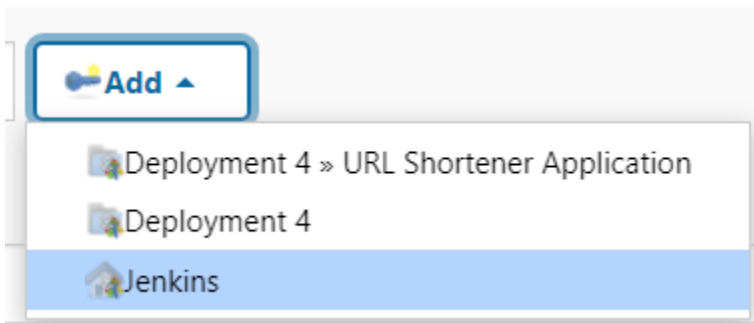 Add
Deployment 4 » URL Shortener Application
Deployment 4
Jenkins